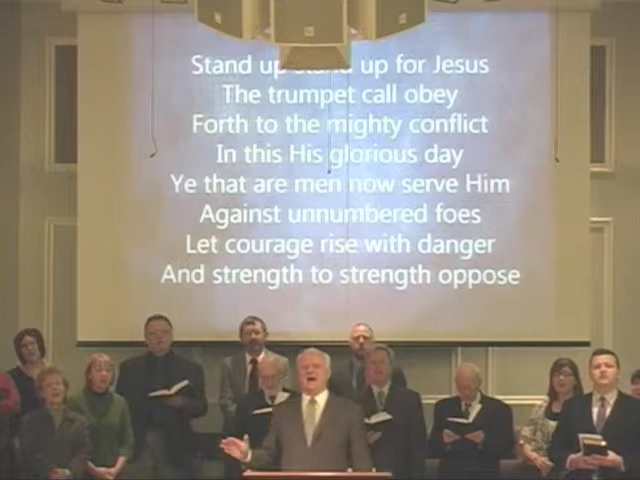 Stand up stand up for Jesus
The trumpet call obey
Forth to the mighty conflict
In this His glorious day
Ye that are men now serve Him
Against unnumbered foes
Let courage rise with danger
And strength to strength oppose